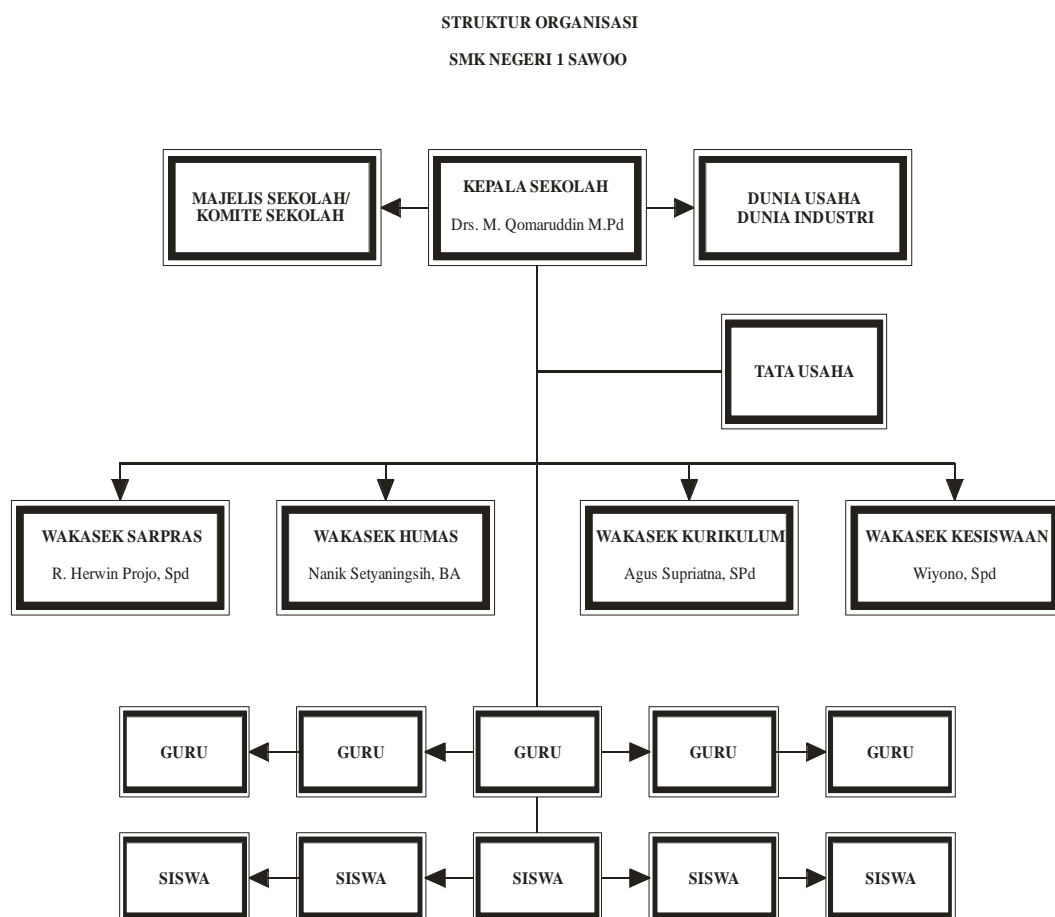 STRUKTUR ORGANISASI
SMK NEGERI 1 SAWOO
MAJELIS SEKOLAH/
KOMITE SEKOLAH
KEPALA SEKOLAH
Drs. M. Qomaruddin M.Pd
DUNIA USAHA
DUNIA INDUSTRI
TATA USAHA
WAKASEK SARPRAS
R. Herwin Projo, Spd
WAKASEK HUMAS
Nanik Setyaningsih, BA
WAKASEK KURIKULUM
Agus Supriatna, SPd
WAKASEK KESISWAAN
Wiyono, Spd
GURU
GURU
GURU
GURU
GURU
SISWA
SISWA
SISWA
SISWA
SISWA